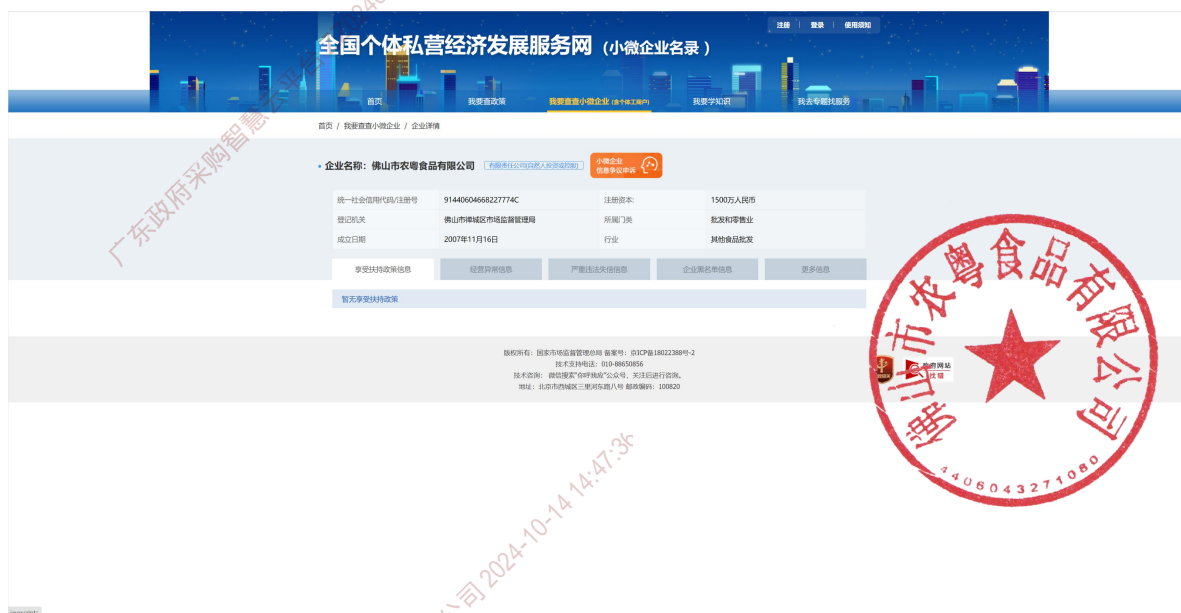 注册 | 登录 | 使用须知
全国个体私营经济发展服务网（小微企业名录 ）
首页 我要查政策 我要查查小微企业 (含个体工商户) 我要学知识 我去专题找服务
首页 / 我要查查小微企业 / 企业详情
• 企业名称: 佛山市农粤食品有限公司 有限责任公司(自然人投资或控股) 小微企业
信息争议申诉
统一社会信用代码/注册号 91440604668227774C 注册资本: 1500万人民币
登记机关 佛山市禅城区市场监督管理局 所属门类 批发和零售业
成立日期 2007年11月16日 行业 其他食品批发
享受扶持政策信息 经营异常信息 严重违法失信信息 企业黑名单信息 更多信息
暂无享受扶持政策
版权所有: 国家市场监督管理总局 备案号: 京ICP备18022388号-2
技术支持电话: 010-88650856
技术咨询: 微信搜索"你呼我应"公众号, 关注后进行咨询。
地址: 北京市西城区三里河东路八号 邮政编码: 100820
政府网站
找错
佛山市农粤食品有限公司
4406043271080
广东政府采购智慧云平台
公司 2024-10-14 14:47:36